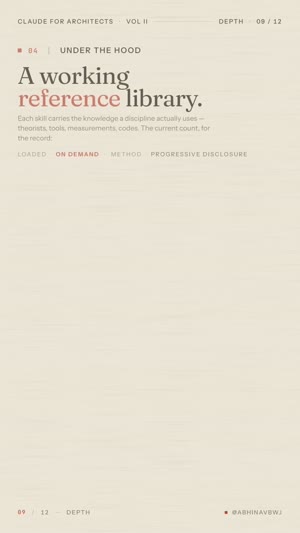 CLAUDE FOR ARCHITECTS · VOL II DEPTH · 09 / 12
04 | UNDER THE HOOD
A working
reference library.
Each skill carries the knowledge a discipline actually uses —
theorists, tools, measurements, codes. The current count, for
the record:
LOADED ON DEMAND · METHOD PROGRESSIVE DISCLOSURE
09 / 12 — DEPTH @ABHINAVBWJ